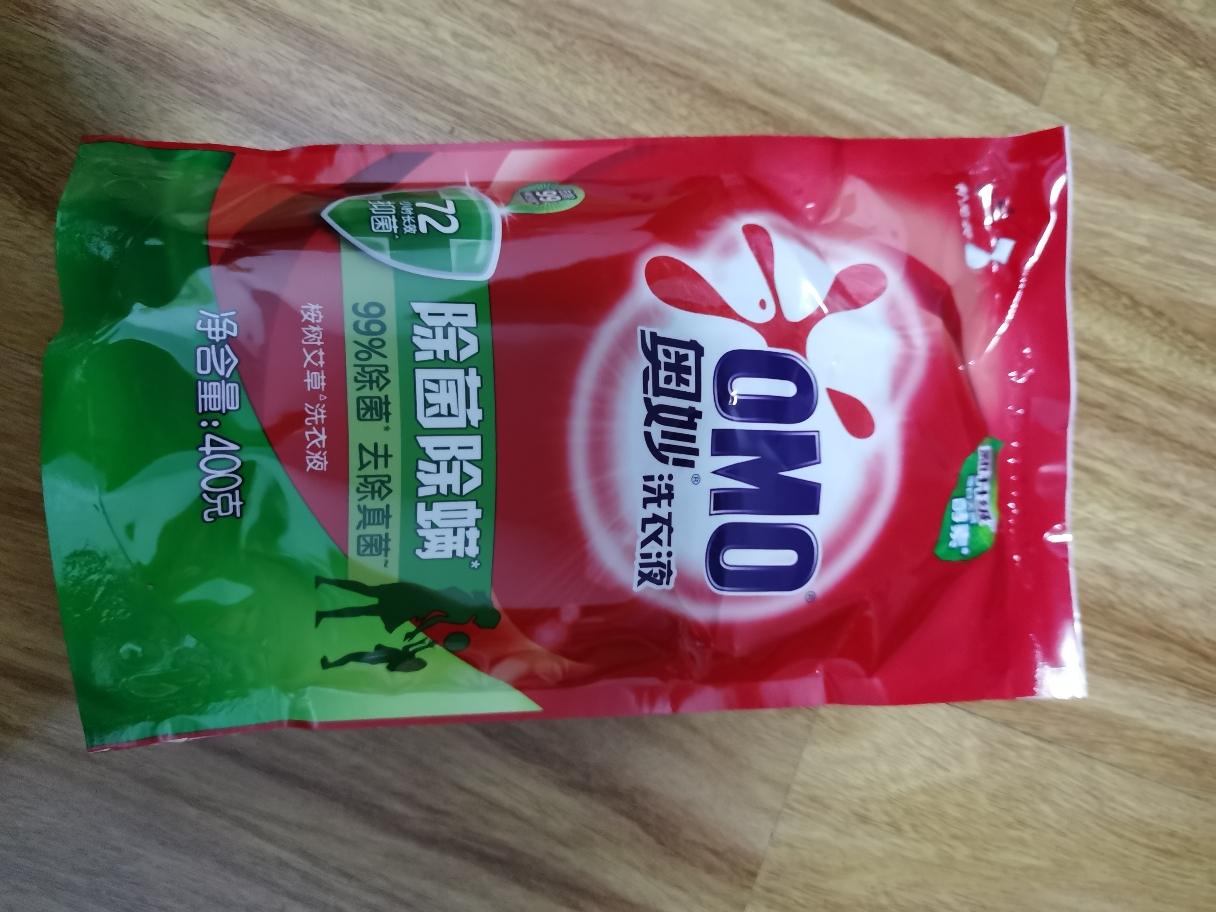 OMO®
奥妙®洗衣液
99
72
小时长效
抑菌^
除菌除螨*
99%除菌* 去除真菌~
桉树艾草△洗衣液
净含量:400克